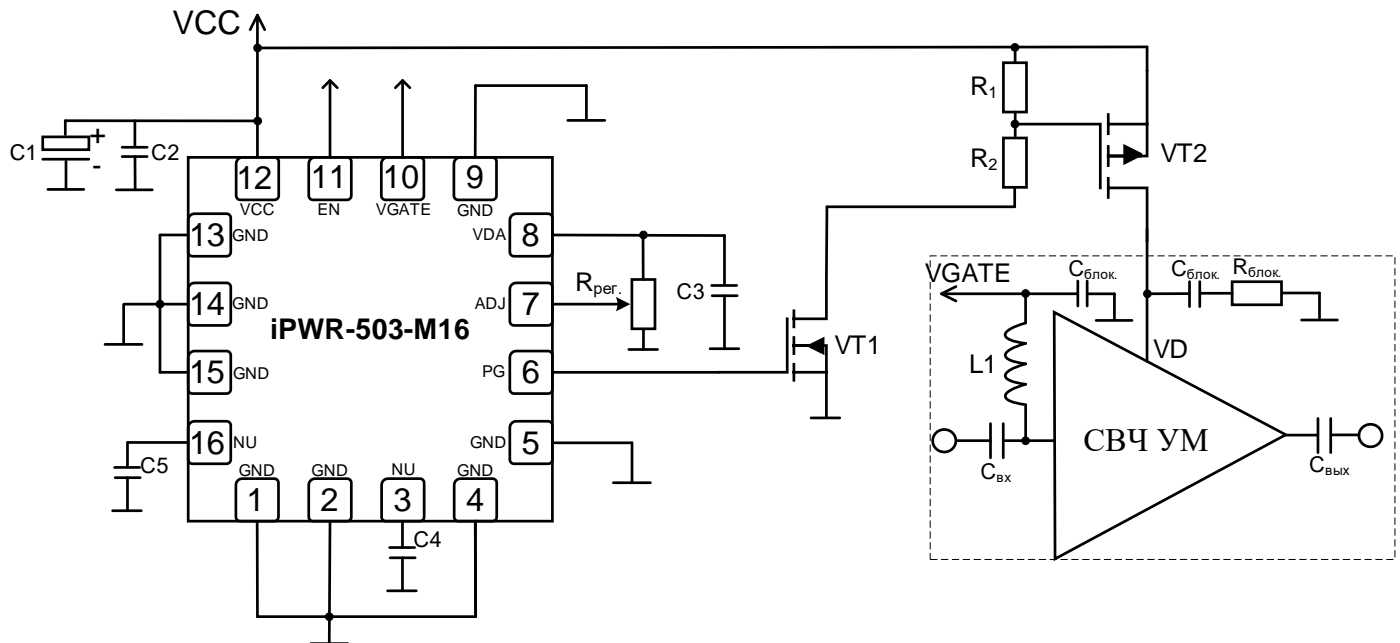 VCC
R₁
C1
+
-
C2
R₂
VT2
12
11
10
9
VCC
EN
VGATE
GND
13
GND
VDA
8
VGATE
Cблок.
Cблок.
Rблок.
14
GND
Rрег.
C3
ADJ
7
iPWR-503-M16
VT1
VD
15
GND
PG
6
L1
16
NU
GND
5
СВЧ УМ
C5
GND
GND
NU
GND
Cвх
Cвых
1
2
3
4
C4